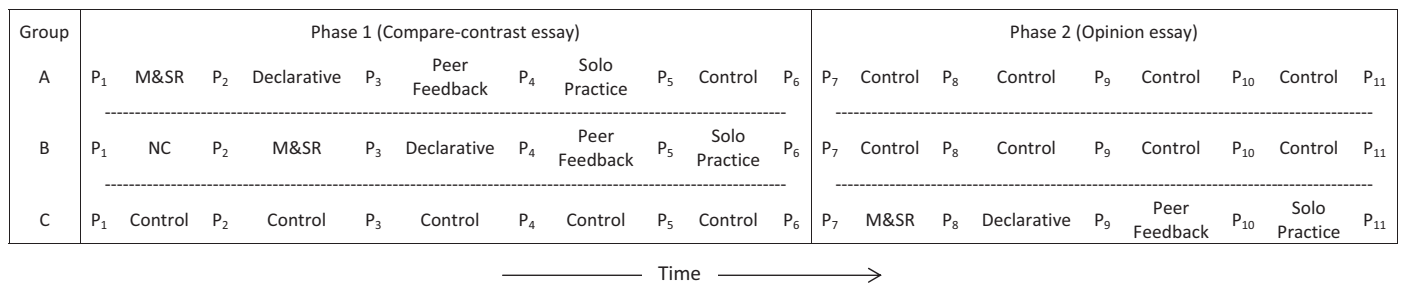 Group Phase 1 (Compare-contrast essay) Phase 2 (Opinion essay)
A P1 M&SR P2 Declarative P3 Peer Feedback P4 Solo Practice P5 Control P6 P7 Control P8 Control P9 Control P10 Control P11
B P1 NC P2 M&SR P3 Declarative P4 Peer Feedback P5 Solo Practice P6 P7 Control P8 Control P9 Control P10 Control P11
C P1 Control P2 Control P3 Control P4 Control P5 Control P6 P7 M&SR P8 Declarative P9 Peer Feedback P10 Solo Practice P11
Time